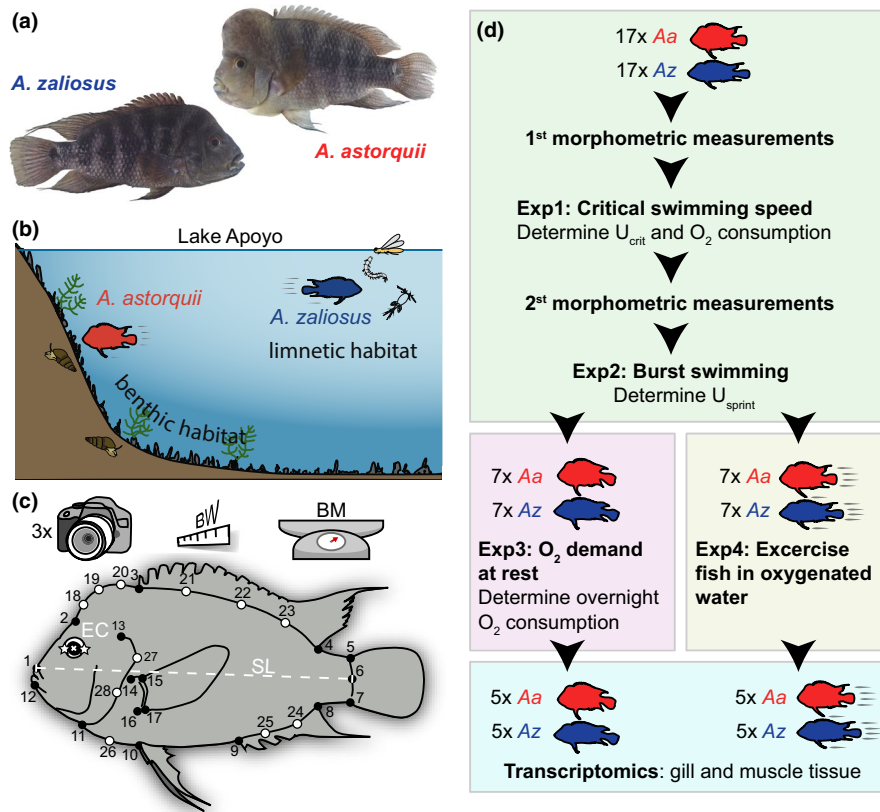 (a)
A. zaliosus
A. astorquii
(b)
Lake Apoyo
A. astorquii
A. zaliosus
limnetic habitat
benthic habitat
(c)
3x
BW
BM
1
2
3
4
5
6
7
8
9
10
11
12
13
14
15
16
17
18
19
20
21
22
23
24
25
26
27
28
EC
SL
(d)
17x Aa
17x Az
1st morphometric measurements
Exp1: Critical swimming speed
Determine Ucrit and O2 consumption
2st morphometric measurements
Exp2: Burst swimming
Determine Usprint
7x Aa
7x Az
Exp3: O2 demand
at rest
Determine overnight
O2 consumption
7x Aa
7x Az
Exp4: Excercise
fish in oxygenated
water
5x Aa
5x Az
5x Aa
5x Az
Transcriptomics: gill and muscle tissue